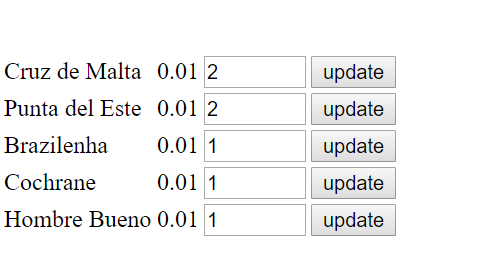 Cruz de Malta 0.01 2 update
Punta del Este 0.01 2 update
Brazilenha 0.01 1 update
Cochrane 0.01 1 update
Hombre Bueno 0.01 1 update